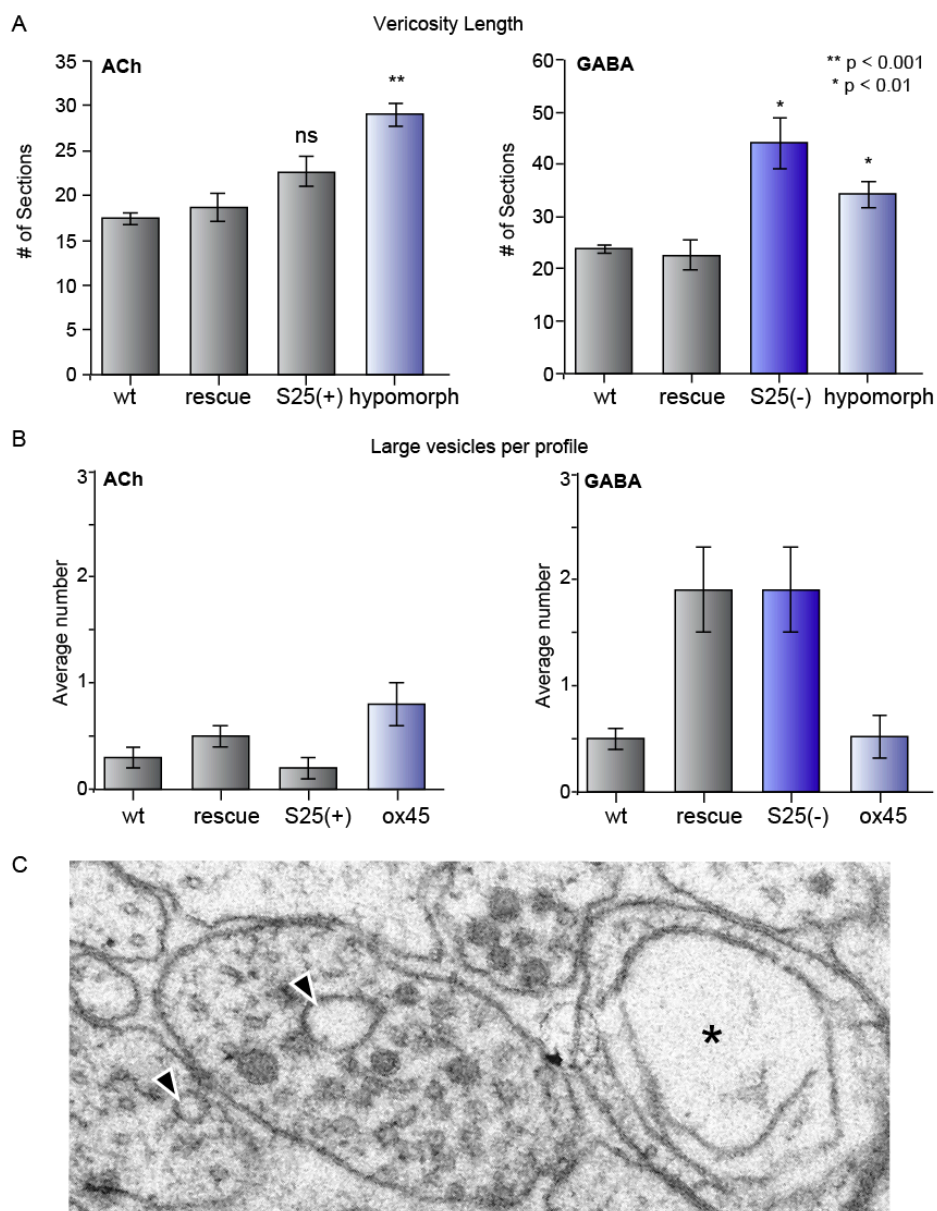 A
Vericosity Length
ACh
# of Sections
35
30
25
20
15
10
5
0
ns
**
wt rescue S25(+) hypomorph
GABA
** p < 0.001
* p < 0.01
# of Sections
60
50
40
30
20
10
0
*
*
wt rescue S25(-) hypomorph
B
Large vesicles per profile
ACh
Average number
3
2
1
0
wt rescue S25(+) ox45
GABA
Average number
3
2
1
0
wt rescue S25(-) ox45
C
*